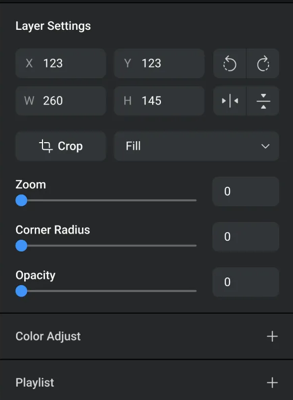 Layer Settings
X 123 Y 123
W 260 H 145
Crop Fill
Zoom 0
Corner Radius 0
Opacity 0
Color Adjust
Playlist